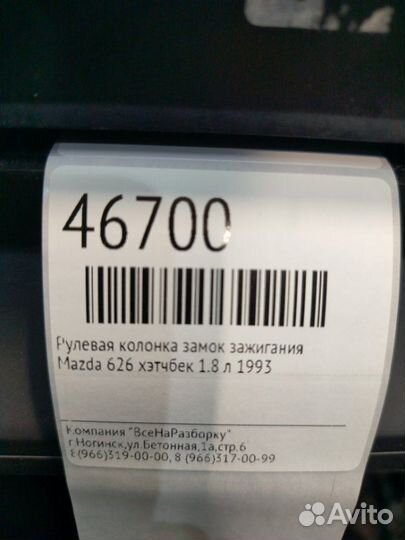 46700
Рулевая колонка замок зажигания
Mazda 626 хэтчбек 1.8 л 1993
Компания "ВсеНаРазборку"
г.Ногинск,ул.Бетонная,1а,стр.6
8(966)319-00-00, 8 (966)317-00-99
Avito